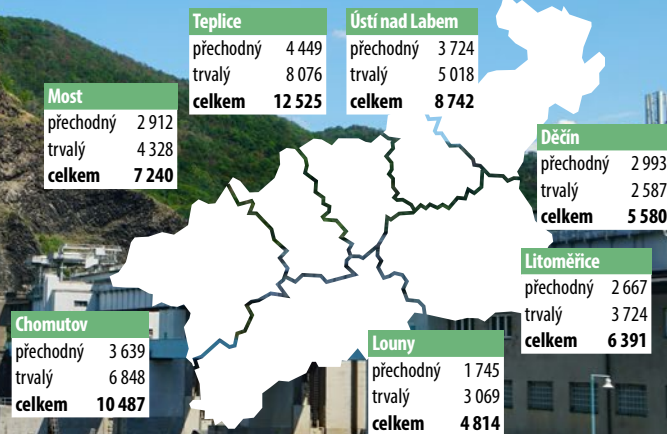 Teplice
přechodný 4 449
trvalý 8 076
celkem 12 525
Ústí nad Labem
přechodný 3 724
trvalý 5 018
celkem 8 742
Most
přechodný 2 912
trvalý 4 328
celkem 7 240
Děčín
přechodný 2 993
trvalý 2 587
celkem 5 580
Litoměřice
přechodný 2 667
trvalý 3 724
celkem 6 391
Chomutov
přechodný 3 639
trvalý 6 848
celkem 10 487
Louny
přechodný 1 745
trvalý 3 069
celkem 4 814